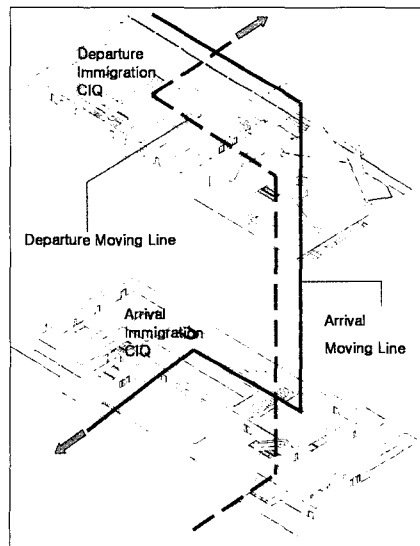 Departure
Immigration
CIQ
Departure Moving Line
Arrival
Immigration
CIQ
Arrival
Moving Line